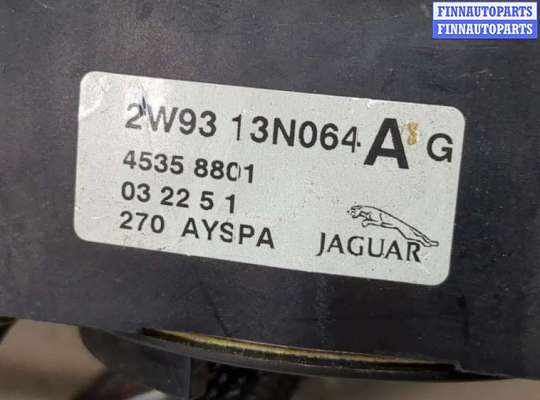 FINNAUTOPARTS
FINNAUTOPARTS
2W93 13N064 A G
4535 8801
03 22 5 1
270 AYSPA
JAGUAR